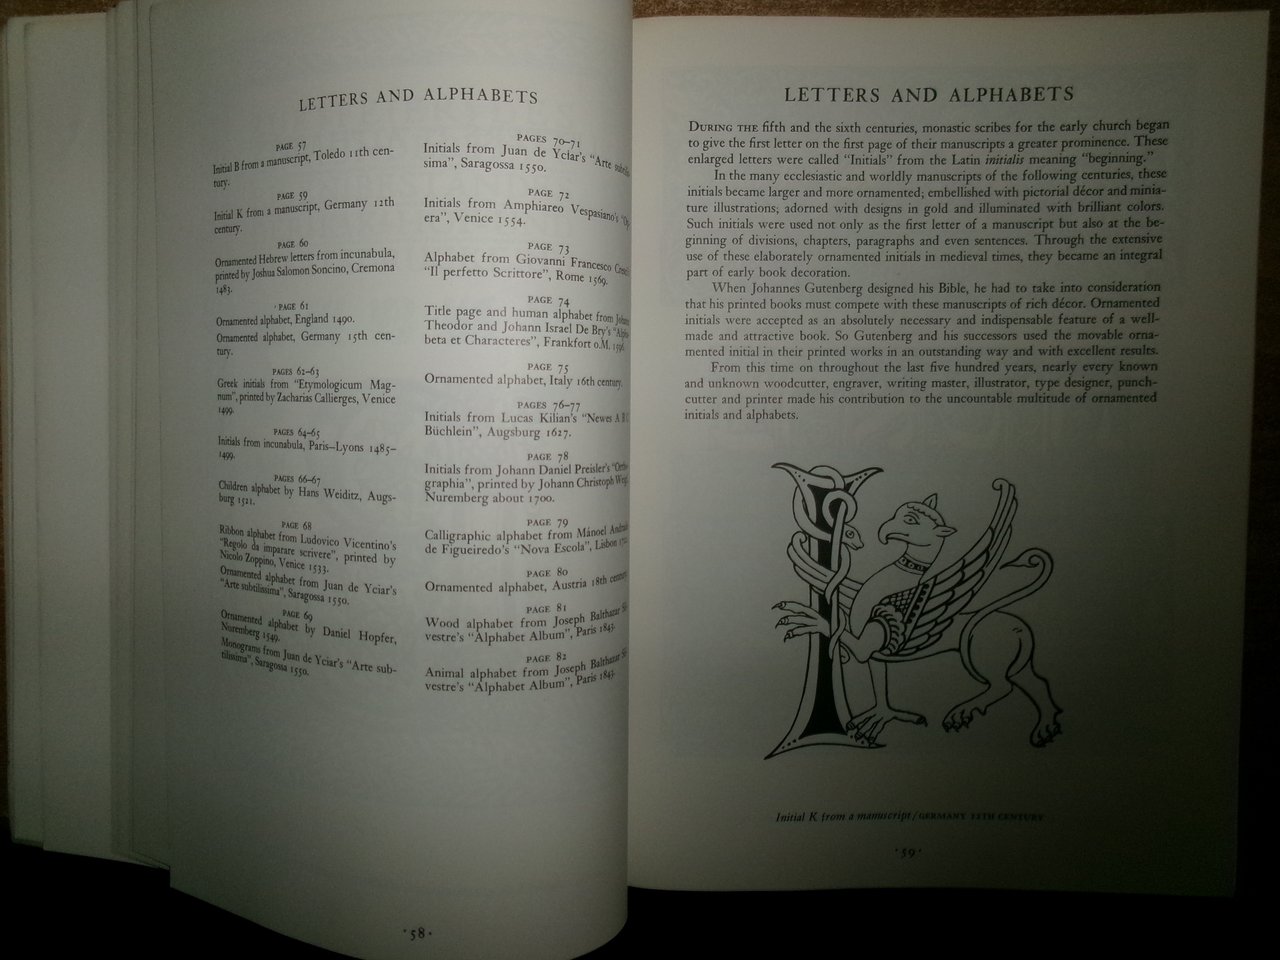 LETTERS AND ALPHABETS
PAGE 57
Initial B from a manuscript, Toledo 11th cen-
tury.
PAGE 59
Initial K from a manuscript, Germany 12th
century.
PAGE 60
Ornamented Hebrew letters from incunabula,
printed by Joshua Salomon Soncino, Cremona
1483.
PAGE 61
Ornamented alphabet, England 1490.
Ornamented alphabet, Germany 15th cen-
tury.
PAGES 62–63
Greek initials from “Etymologicum Mag-
num”, printed by Zacharias Callierges, Venice
1499.
PAGES 64–65
Initials from incunabula, Paris–Lyons 1485–
1499.
PAGES 66–67
Children alphabet by Hans Weiditz, Augs-
burg 1521.
PAGE 68
Ribbon alphabet from Ludovico Vicentino’s
“Regolo da imparare scrivere”, printed by
Nicolo Zoppino, Venice 1533.
Ornamented alphabet from Juan de Yciar’s
“Arte subtilissima”, Saragossa 1550.
PAGE 69
Ornamented alphabet by Daniel Hopfer,
Nuremberg 1549.
Monograms from Juan de Yciar’s “Arte sub-
tilissima”, Saragossa 1550.
PAGES 70–71
Initials from Juan de Yciar’s “Arte subtilis
sima”, Saragossa 1550.
PAGE 72
Initials from Amphiareo Vespasiano’s “Op
era”, Venice 1554.
PAGE 73
Alphabet from Giovanni Francesco
“Il perfetto Scrittore”, Rome 1569.
PAGE 74
Title page and human alphabet from Johann
Theodor and Johann Israel De Bry’s “Alpha
beta et Characteres”, Frankfort o.M. 1596.
PAGE 75
Ornamented alphabet, Italy 16th century.
PAGES 76–77
Initials from Lucas Kilian’s “Newes A B C
Büchlein”, Augsburg 1627.
PAGE 78
Initials from Johann Daniel Preisler’s “Ortho
graphia”, printed by Johann Christoph Weigl
Nuremberg about 1700.
PAGE 79
Calligraphic alphabet from Mánoel Andrade
de Figueiredo’s “Nova Escola”, Lisbon
PAGE 80
Ornamented alphabet, Austria 18th century
PAGE 81
Wood alphabet from Joseph Balthazar Sil
vestre’s “Alphabet Album”, Paris 1843.
PAGE 82
Animal alphabet from Joseph Balthazar Sil
vestre’s “Alphabet Album”, Paris 1843.
·58·
LETTERS AND ALPHABETS
DURING THE fifth and the sixth centuries, monastic scribes for the early church began
to give the first letter on the first page of their manuscripts a greater prominence. These
enlarged letters were called “Initials” from the Latin initialis meaning “beginning.”
In the many ecclesiastic and worldly manuscripts of the following centuries, these
initials became larger and more ornamented; embellished with pictorial décor and minia-
ture illustrations; adorned with designs in gold and illuminated with brilliant colors.
Such initials were used not only as the first letter of a manuscript but also at the be-
ginning of divisions, chapters, paragraphs and even sentences. Through the extensive
use of these elaborately ornamented initials in medieval times, they became an integral
part of early book decoration.
When Johannes Gutenberg designed his Bible, he had to take into consideration
that his printed books must compete with these manuscripts of rich décor. Ornamented
initials were accepted as an absolutely necessary and indispensable feature of a well-
made and attractive book. So Gutenberg and his successors used the movable orna-
mented initial in their printed works in an outstanding way and with excellent results.
From this time on throughout the last five hundred years, nearly every known
and unknown woodcutter, engraver, writing master, illustrator, type designer, punch-
cutter and printer made his contribution to the uncountable multitude of ornamented
initials and alphabets.
Initial K from a manuscript/GERMANY 12TH CENTURY
·59·